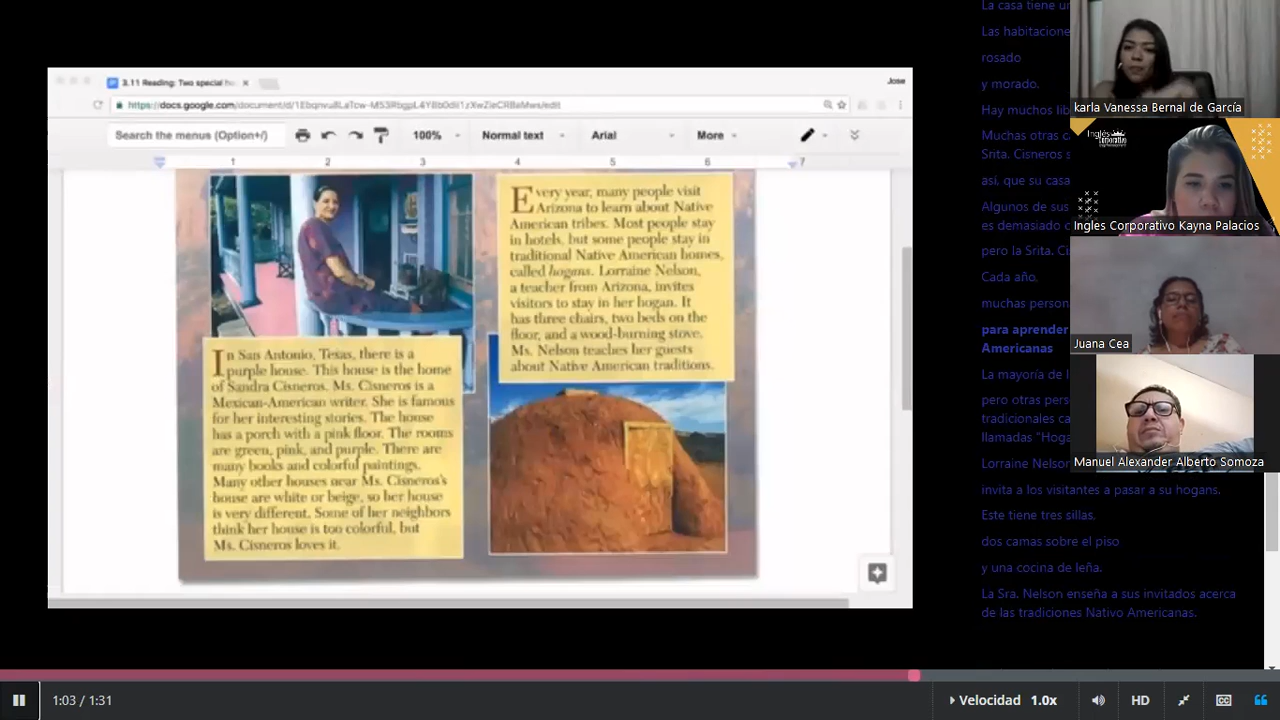 3.11 Reading: Two special ho
Jose
Search the menus (Option+/)
100%
Normal text
Arial
More
1 2 3 4 5 6 7
In San Antonio, Texas, there is a
purple house. This house is the home
of Sandra Cisneros. Ms. Cisneros is a
Mexican-American writer. She is famous
for her interesting stories. The house
has a porch with a pink floor. The rooms
are green, pink, and purple. There are
many books and colorful paintings.
Many other houses near Ms. Cisneros's
house are white or beige, so her house
is very different. Some of her neighbors
think her house is too colorful, but
Ms. Cisneros loves it.
Every year, many people visit
Arizona to learn about Native
American tribes. Most people stay
in hotels, but some people stay in
traditional Native American homes,
called hogans. Lorraine Nelson,
a teacher from Arizona, invites
visitors to stay in her hogan. It
has three chairs, two beds on the
floor, and a wood-burning stove.
Ms. Nelson teaches her guests
about Native American traditions.
La casa tiene un
Las habitacione
rosado
y morado.
Hay muchos lib
Muchas otras c
Snta. Cisneros s
así, que su casa
Algunos de sus
es demasiado c
pero la Srita. Ci
Cada año,
muchas person
para aprender
Americanas
La mayoría de l
pero otras pers
tradicionales ca
llamadas "Hoga
Lorraine Nelson
invita a los visitantes a pasar a su hogans.
Este tiene tres sillas,
dos camas sobre el piso
y una cocina de leña.
La Sra. Nelson enseña a sus invitados acerca
de las tradiciones Nativo Americanas.
karla Vanessa Bernal de García
Inglés
Corporativo
Ingles Corporativo Kayna Palacios
Juana Cea
Manuel Alexander Alberto Somoza
1:03 / 1:31
Velocidad 1.0x
HD
CC